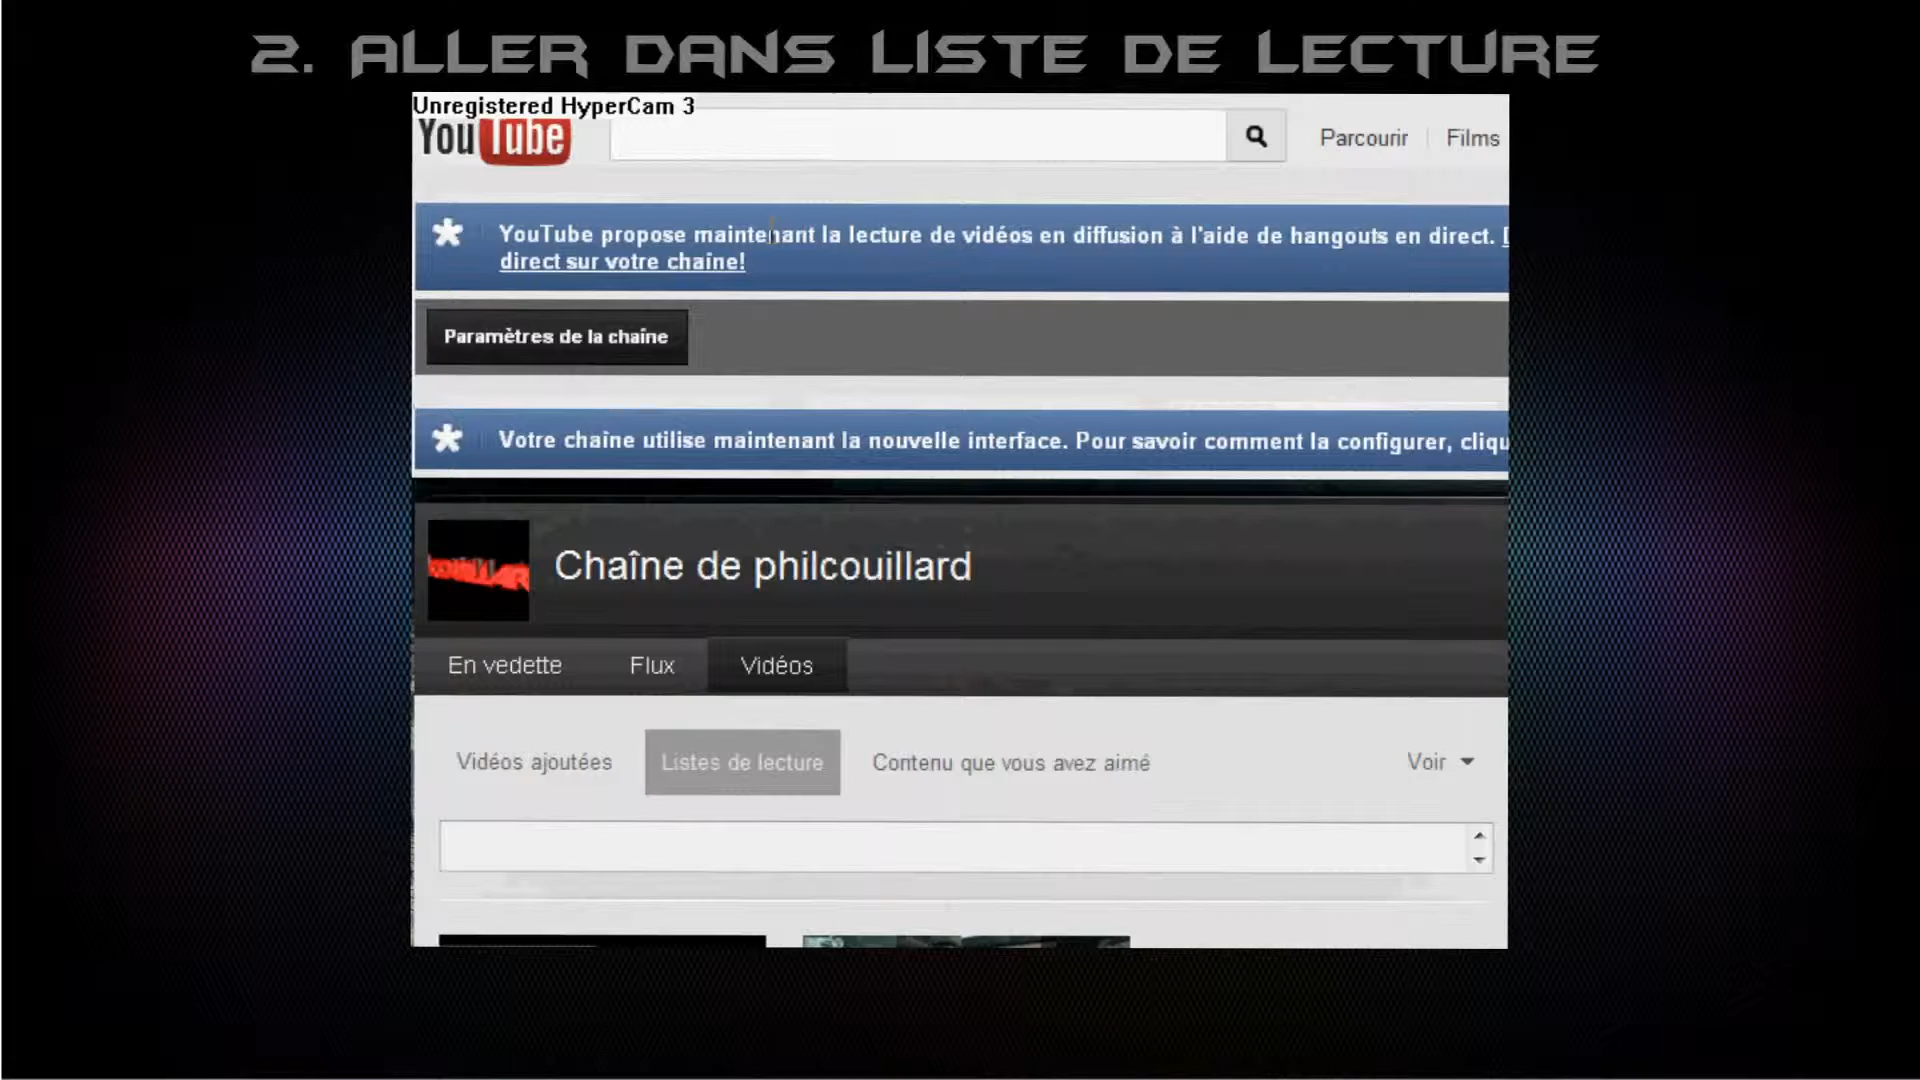 2. ALLER DANS LISTE DE LECTURE
Unregistered HyperCam 3
YouTube
Parcourir
Films
YouTube propose maintenant la lecture de vidéos en diffusion à l'aide de hangouts en direct.
direct sur votre chaîne!
Paramètres de la chaîne
Votre chaîne utilise maintenant la nouvelle interface. Pour savoir comment la configurer, cliqu
Chaîne de philcouillard
En vedette
Flux
Vidéos
Vidéos ajoutées
Listes de lecture
Contenu que vous avez aimé
Voir